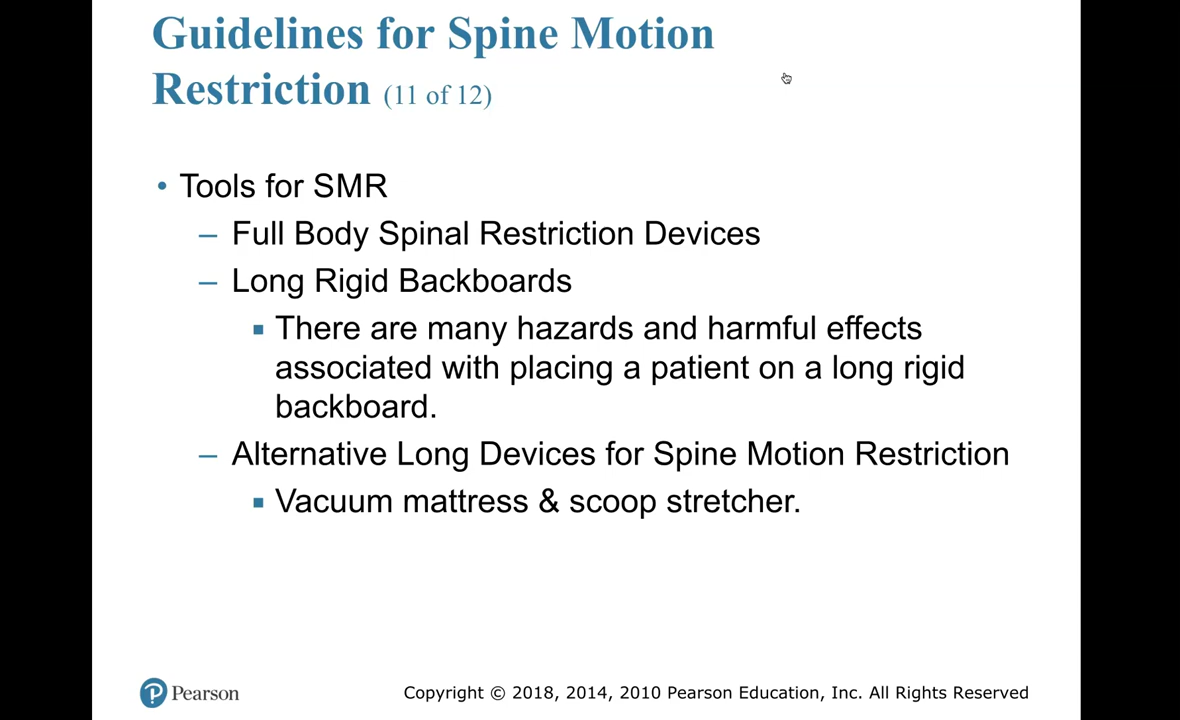 Guidelines for Spine Motion
Restriction (11 of 12)
• Tools for SMR
– Full Body Spinal Restriction Devices
– Long Rigid Backboards
▪ There are many hazards and harmful effects
associated with placing a patient on a long rigid
backboard.
– Alternative Long Devices for Spine Motion Restriction
▪ Vacuum mattress & scoop stretcher.
P Pearson
Copyright © 2018, 2014, 2010 Pearson Education, Inc. All Rights Reserved